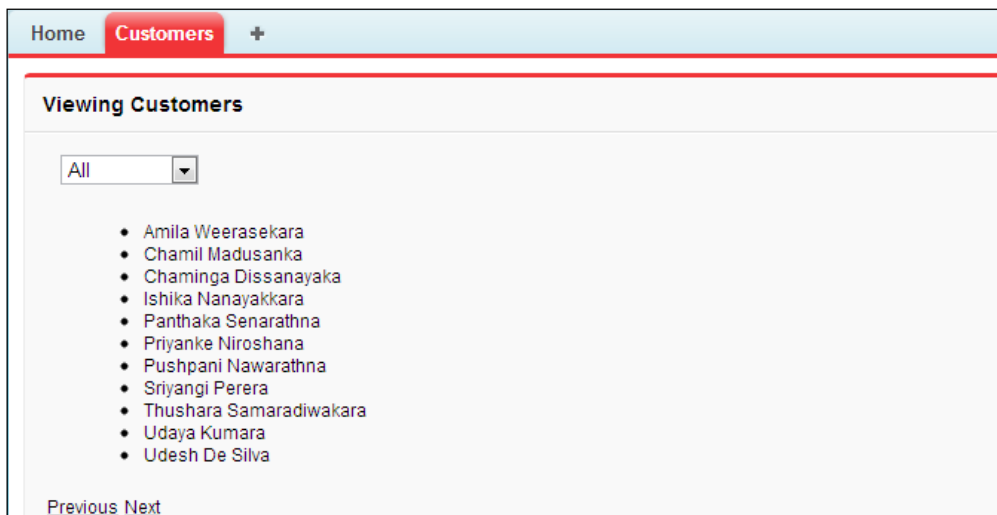 Home Customers +
Viewing Customers
All
• Amila Weerasekara
• Chamil Madusanka
• Chaminga Dissanayaka
• Ishika Nanayakkara
• Panthaka Senarathna
• Priyanke Niroshana
• Pushpani Nawarathna
• Sriyangi Perera
• Thushara Samaradiwakara
• Udaya Kumara
• Udesh De Silva
Previous Next